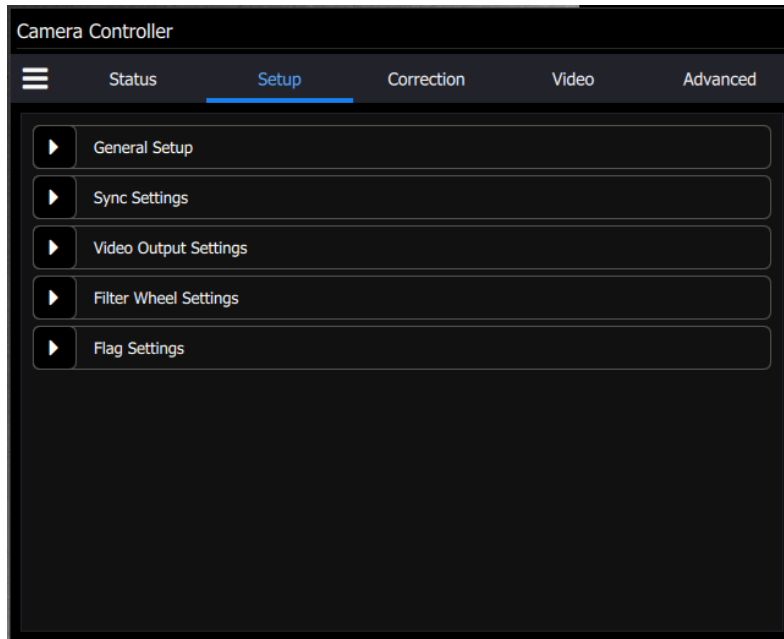 Camera Controller
Status Setup Correction Video Advanced
General Setup
Sync Settings
Video Output Settings
Filter Wheel Settings
Flag Settings